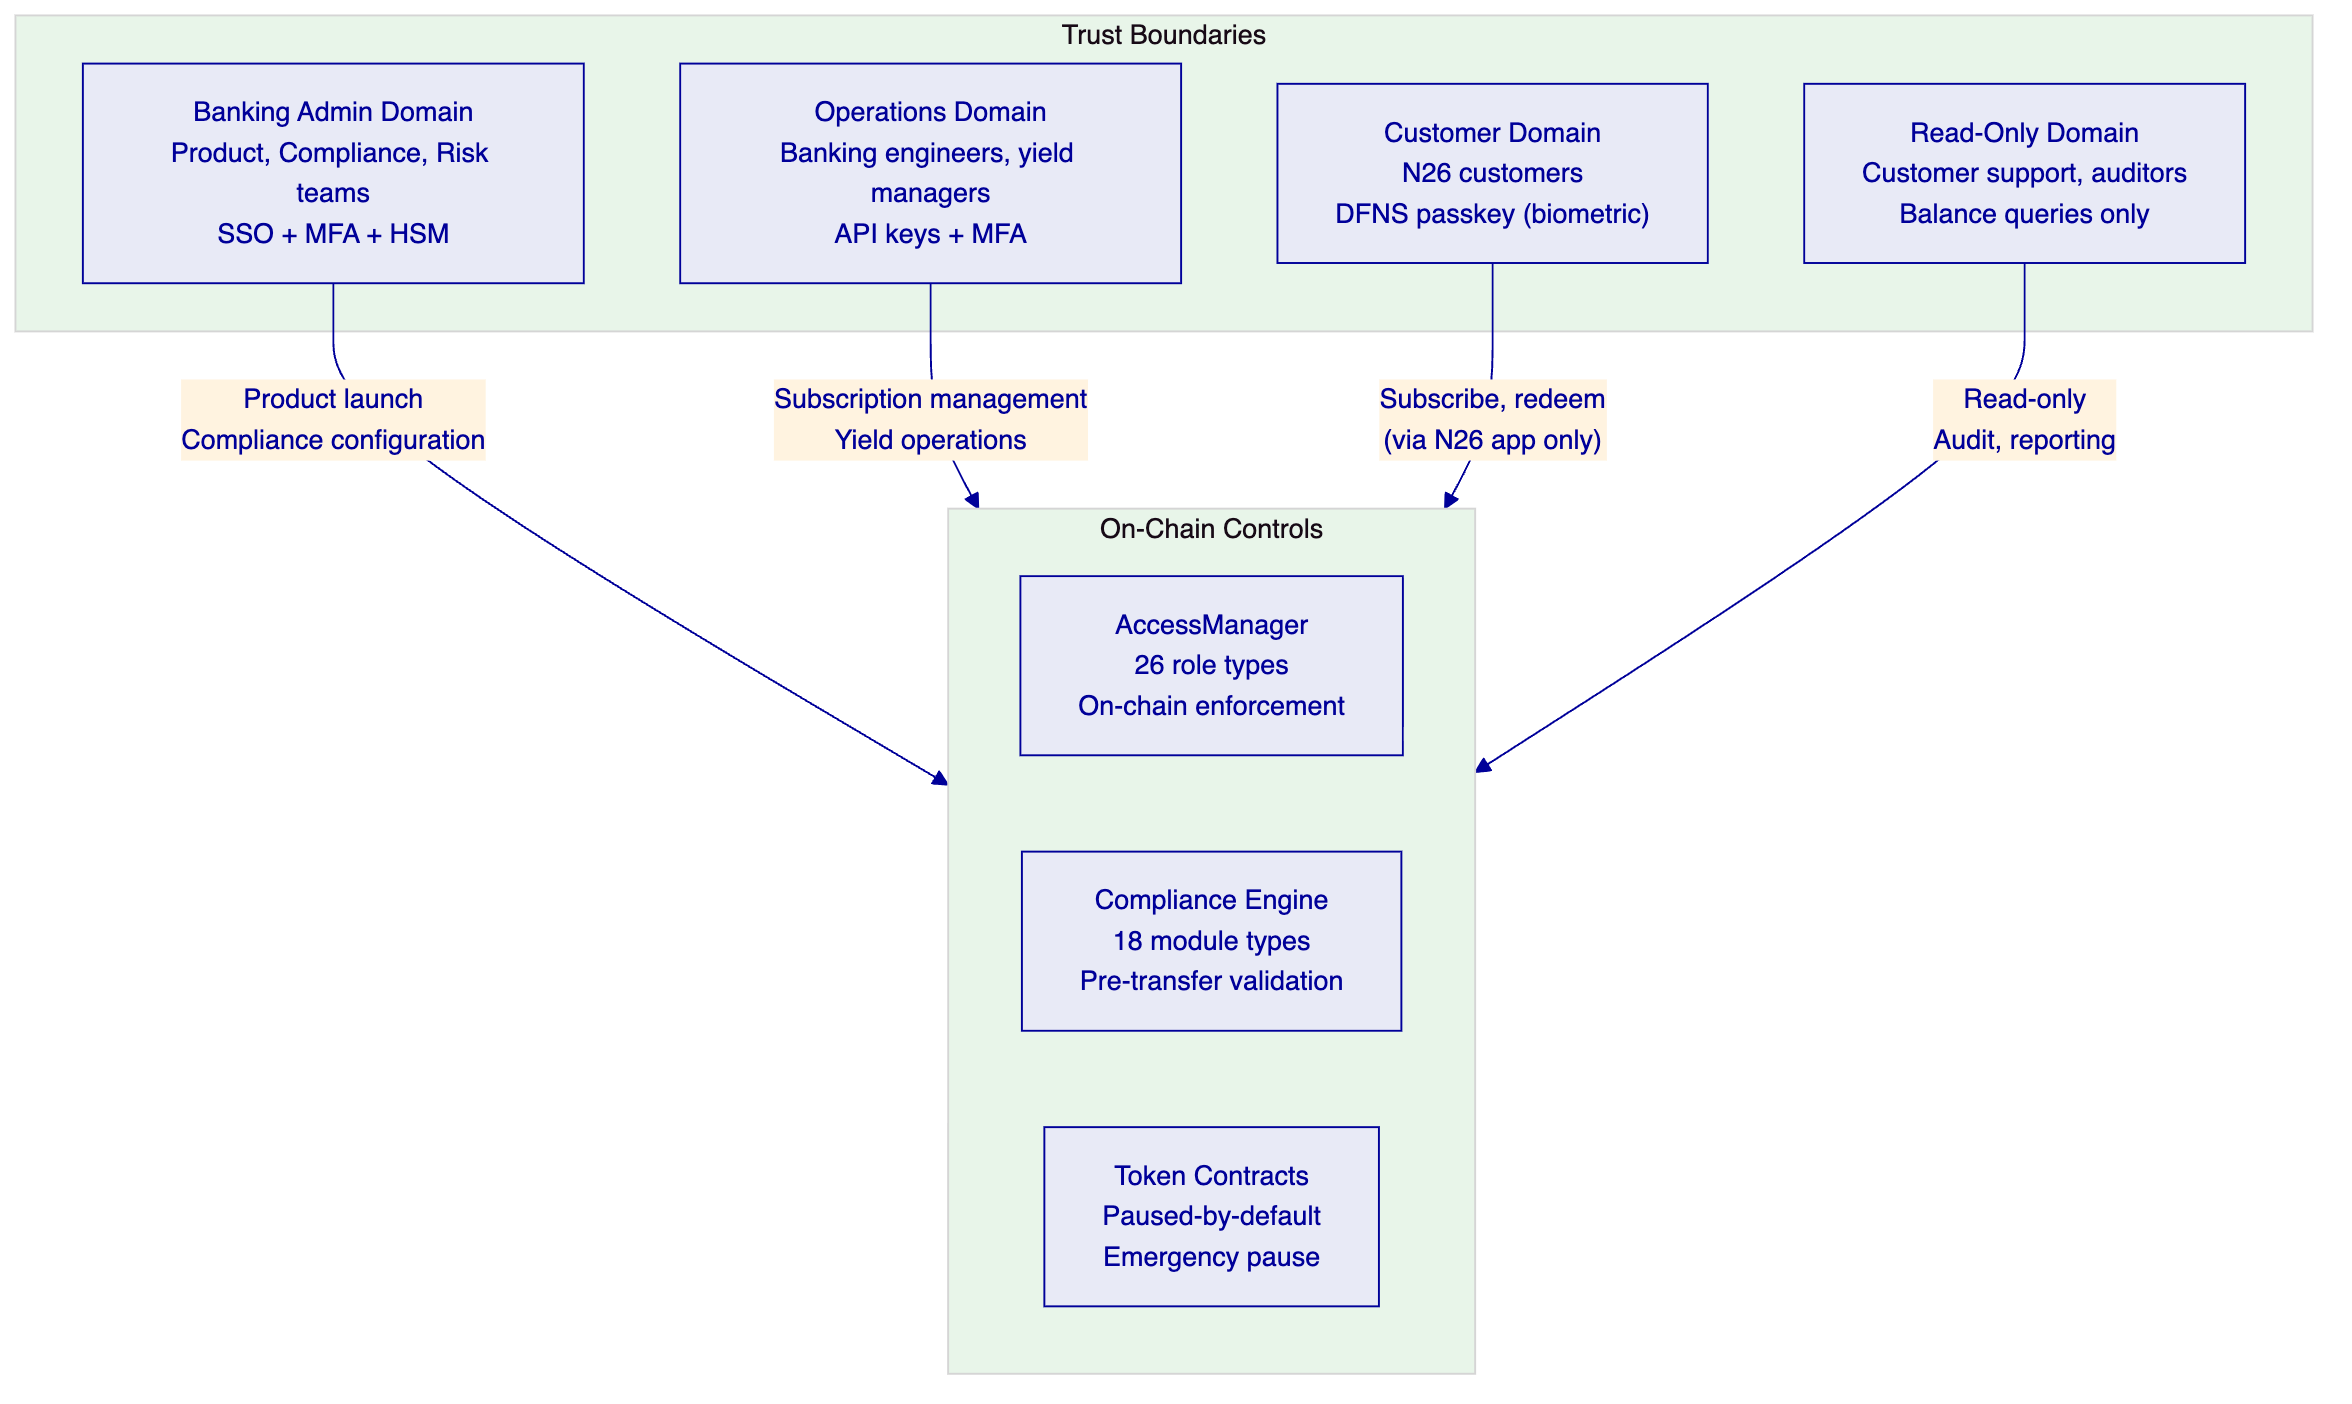 Trust Boundaries
Banking Admin Domain
Product, Compliance, Risk
teams
SSO + MFA + HSM
Operations Domain
Banking engineers, yield
managers
API keys + MFA
Customer Domain
N26 customers
DFNS passkey (biometric)
Read-Only Domain
Customer support, auditors
Balance queries only
Product launch
Compliance configuration
Subscription management
Yield operations
Subscribe, redeem
(via N26 app only)
Read-only
Audit, reporting
On-Chain Controls
AccessManager
26 role types
On-chain enforcement
Compliance Engine
18 module types
Pre-transfer validation
Token Contracts
Paused-by-default
Emergency pause